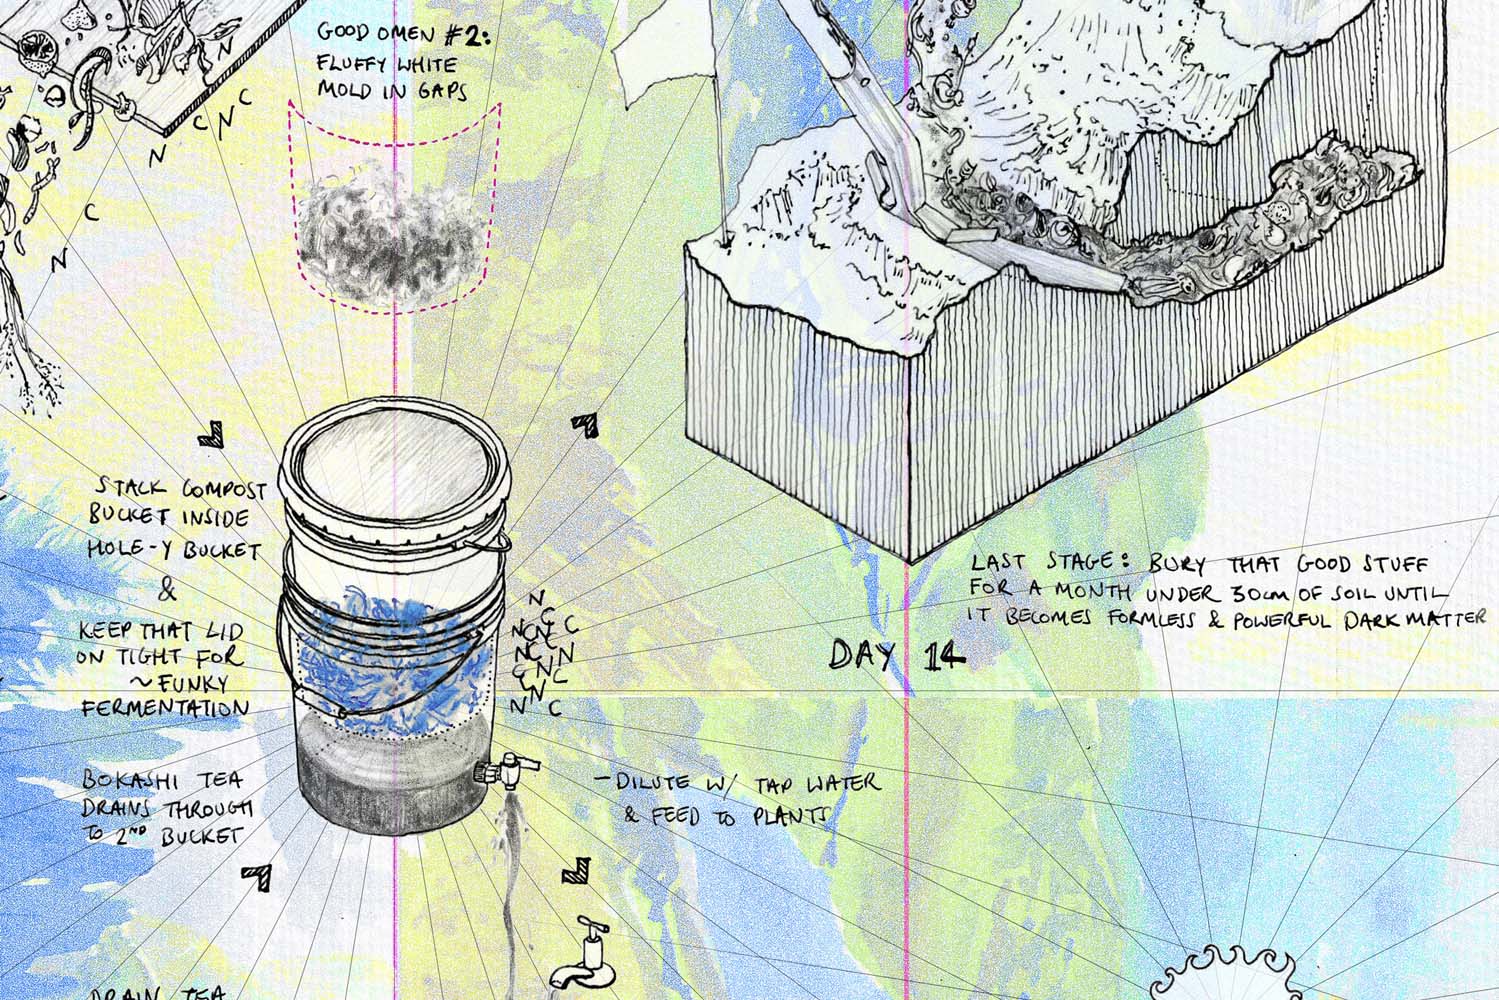 GOOD OMEN #2:
FLUFFY WHITE
MOLD IN GAPS
N
C
N
C
N
C
N
STACK COMPOST
BUCKET INSIDE
HOLE-Y BUCKET
&
KEEP THAT LID
ON TIGHT FOR
~FUNKY
FERMENTATION
N
C
NCN C
C
NC N
C N C
C N
N C
BOKASHI TEA
DRAINS THROUGH
TO 2ND BUCKET
—DILUTE W/ TAP WATER
& FEED TO PLANTS
LAST STAGE: BURY THAT GOOD STUFF
FOR A MONTH UNDER 30CM OF SOIL UNTIL
IT BECOMES FORMLESS & POWERFUL DARK MATTER
DAY 14
DRAIN TEA